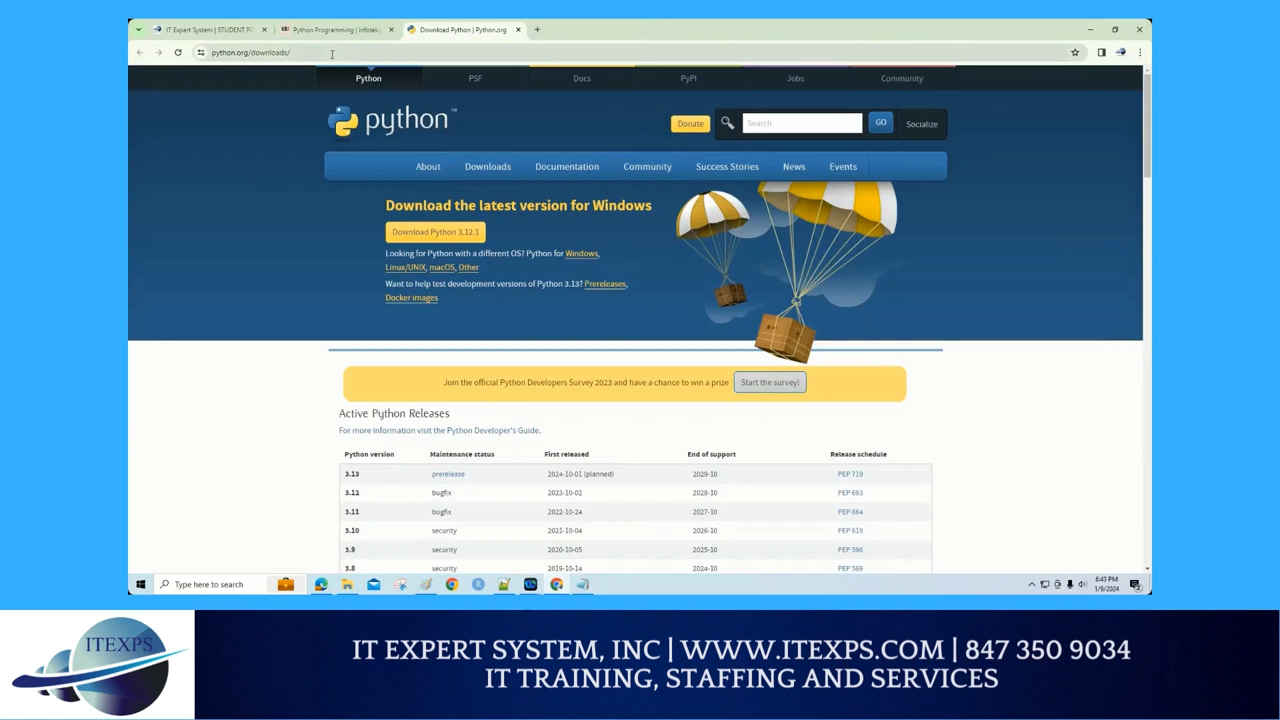 IT Expert System | STUDENT PO
Python Programming | infotek
Download Python | Python.org
python.org/downloads/
Python
PSF
Docs
PyPI
Jobs
Community
python™
Donate
Search
GO
Socialize
About
Downloads
Documentation
Community
Success Stories
News
Events
Download the latest version for Windows
Download Python 3.12.1
Looking for Python with a different OS? Python for Windows,
Linux/UNIX, macOS, Other
Want to help test development versions of Python 3.13? Prereleases,
Docker images
Join the official Python Developers Survey 2023 and have a chance to win a prize
Start the survey!
Active Python Releases
For more information visit the Python Developer's Guide.
Python version Maintenance status First released End of support Release schedule
3.13 prerelease 2024-10-01 (planned) 2029-10 PEP 719
3.12 bugfix 2023-10-02 2028-10 PEP 693
3.11 bugfix 2022-10-24 2027-10 PEP 664
3.10 security 2021-10-04 2026-10 PEP 619
3.9 security 2020-10-05 2025-10 PEP 596
3.8 security 2019-10-14 2024-10 PEP 569
Type here to search
6:43 PM
1/9/2024
ITEXPS
IT EXPERT SYSTEM, INC | WWW.ITEXPS.COM | 847 350 9034
IT TRAINING, STAFFING AND SERVICES